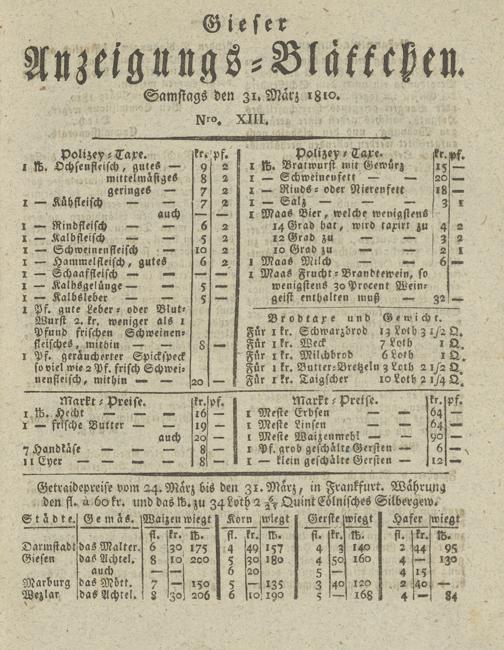 Gieser
Anzeigungs-Blättchen.
Samstags den 31. März 1810.
Nro. XIII.
Polizey-Taxe. kr. pf.
1 ℔. Ochsenfleisch, gutes — 9 2
mittelmäsiges 8 2
geringes — 7 2
1 — Kühfleisch — 7 2
auch — —
1 — Rindfleisch — 6 2
1 — Kalbfleisch — 5 2
1 — Schweinenfleisch — 10 2
1 — Hammelfleisch, gutes 6 2
1 — Schaaffleisch — — —
1 — Kalbsgelünge — 5 —
1 — Kalbsleber — 5 —
1 Pf. gute Leber- oder Blut-
Wurst 2 kr. weniger als 1
Pfund frischen Schweinen-
fleisches, mithin — — 8 —
1 Pf. geräucherter Spickspeck
so viel wie 2 Pf. frisch Schwei-
nenfleisch, mithin — — 20 —
Polizey-Taxe. kr. pf.
1 ℔. Bratwurst mit Gewürz 15 —
1 — Schweinenfett — — 20 —
1 — Rinds- oder Nierenfett 18 —
1 — Salz — — — 3 1
1 Maas Bier, welche wenigstens
14 Grad hat, wird taxirt zu 4 2
12 Grad zu — — 3 2
10 Grad zu — — 2 1
1 Maas Milch — — 6 —
1 Maas Frucht-Brandtewein, so
wenigstens 30 Procent Wein-
geist enthalten muß — — 32 —
Brodtaxe und Gewicht.
Für 1 kr. Schwarzbrod 13 Loth 3 1/2 Q.
Für 1 kr. Weck 7 Loth 1 Q.
Für 1 kr. Milchbrod 6 Loth 1 Q.
Für 1 kr. Butter-Bretzeln 3 Loth 2 1/2 Q.
Für 1 kr. Taigscher 10 Loth 2 1/4 Q.
Markt-Preise. kr. pf.
1 ℔. Hecht — — 16 —
1 — frische Butter — 19 —
auch 20 —
7 Handkäse — — 8 —
11 Eyer — — — 8 —
Markt-Preise. kr. pf.
1 Meste Erbsen — — 64 —
1 Meste Linsen — — 64 —
1 Meste Waizenmehl — — 90 —
1 Pf. grob geschälte Gersten — 6 —
1 — klein geschälte Gersten — 12 —
Getraidepreise vom 24. März bis den 31. März, in Frankfurt. Währung
den fl. à 60 kr. und das ℔. zu 34 Loth 2 Quint Cölnisches Silbergew.
Städte. Gemäs. Waizen wiegt Korn wiegt Gerste wiegt Hafer wiegt
fl. kr. ℔. fl. kr. ℔. fl. kr. ℔. fl. kr. ℔.
Darmstadt das Malter. 6 30 175 4 49 157 4 3 140 2 44 95
Giesen das Achtel. 8 10 200 5 30 180 4 50 160 4 — 130
auch — — 6 20 5 — 4 15
Marburg das Mött. 7 — 150 5 — 135 3 40 120 2 40 —
Wezlar das Achtel. 8 30 206 6 10 190 5 — 168 4 — 84